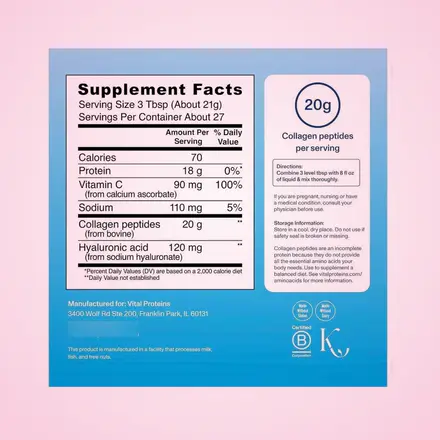 Supplement Facts
Serving Size 3 Tbsp (About 21g)
Servings Per Container About 27
Amount Per Serving % Daily Value
Calories 70
Protein 18 g 0%*
Vitamin C 90 mg 100%
(from calcium ascorbate)
Sodium 110 mg 5%
Collagen peptides 20 g **
(from bovine)
Hyaluronic acid 120 mg **
(from sodium hyaluronate)
*Percent Daily Values (DV) are based on a 2,000 calorie diet
**Daily Value not established
Manufactured for: Vital Proteins
3400 Wolf Rd Ste 200, Franklin Park, IL 60131
This product is manufactured in a facility that processes milk,
fish, and tree nuts.
20g
Collagen peptides
per serving
Directions:
Combine 3 level tbsp with 8 fl oz
of liquid & mix thoroughly.
If you are pregnant, nursing or have
a medical condition, consult your
physician before use.
Storage Information:
Store in a cool, dry place. Do not use if
safety seal is broken or missing.
Collagen peptides are an incomplete
protein because they do not provide
all the essential amino acids your
body needs. Use to supplement a
balanced diet. See vitalproteins.com/
aminoacids for more information.
Made Without Gluten
Made Without Dairy
Certified
B
Corporation
K